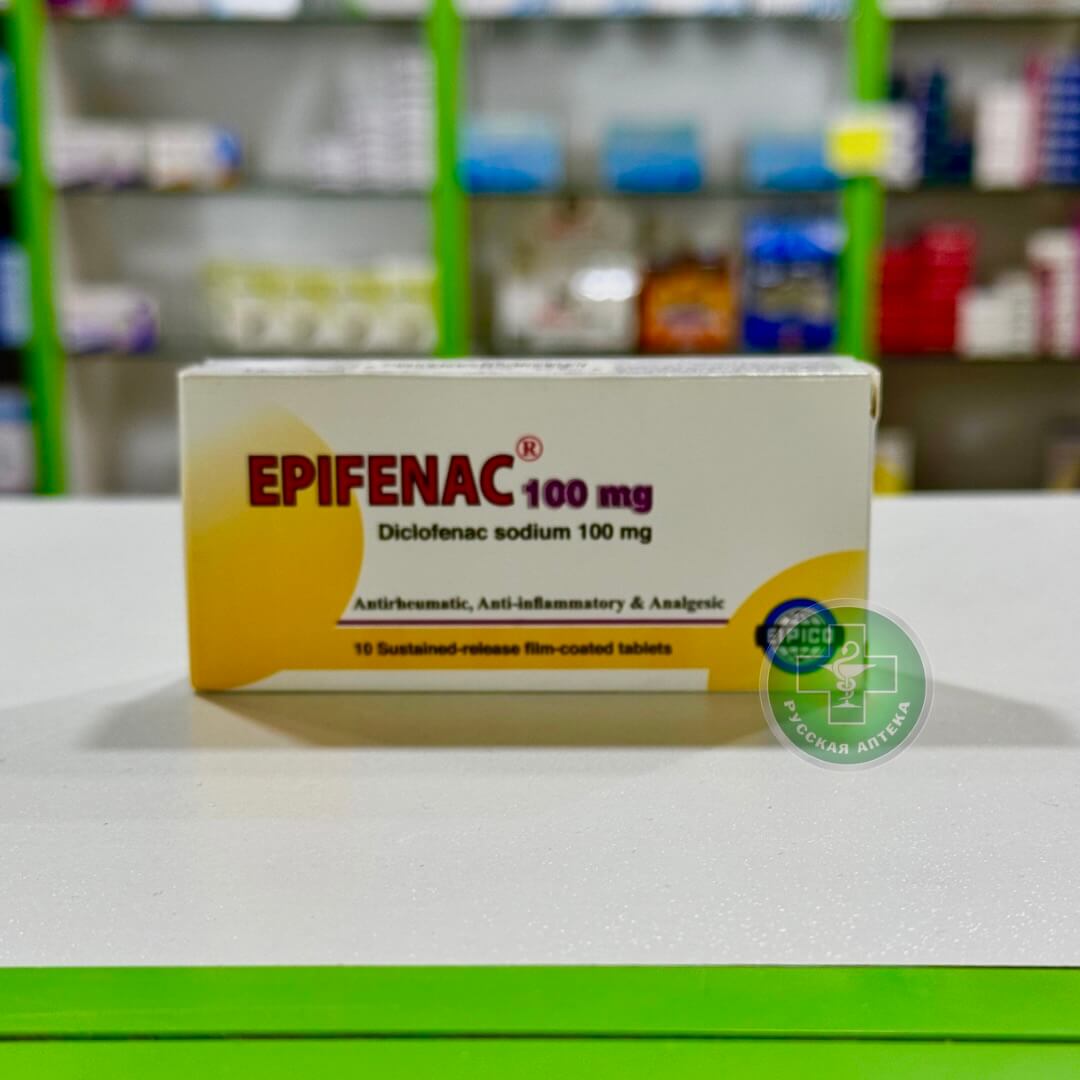 EPIFENAC® 100 mg
Diclofenac sodium 100 mg
Antirheumatic, Anti-inflammatory & Analgesic
10 Sustained-release film-coated tablets
EIPICO
РУССКАЯ АПТЕКА